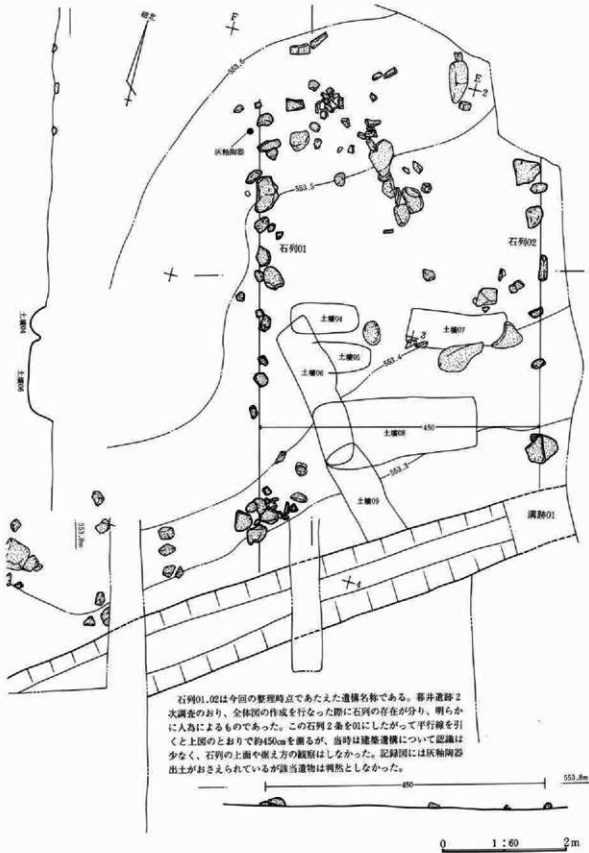 磁北
F
553.6
E
2
灰釉陶器
553.5
石列01
石列02
土壙04
土壙04
3
土壙07
土壙05
土壙06
土壙06
553.4
土壙08
450
553.3
土壙09
溝跡01
553.8m
4
石列01.02は今回の整理時点であたえた遺構名称である。暮井遺跡2
次調査のおり、全体図の作成を行なった際に石列の存在が分り、明らか
に人為によるものであった。この石列2条を01にしたがって平行線を引
くと上図のとおりで約450cmを測るが、当時は建築遺構について認識は
少なく、石列の上面や据え方の観察はしなかった。記録図には灰釉陶器
出土がおさえられているが該当遺物は判然としなかった。
450
553.8m
0 1:60 2m